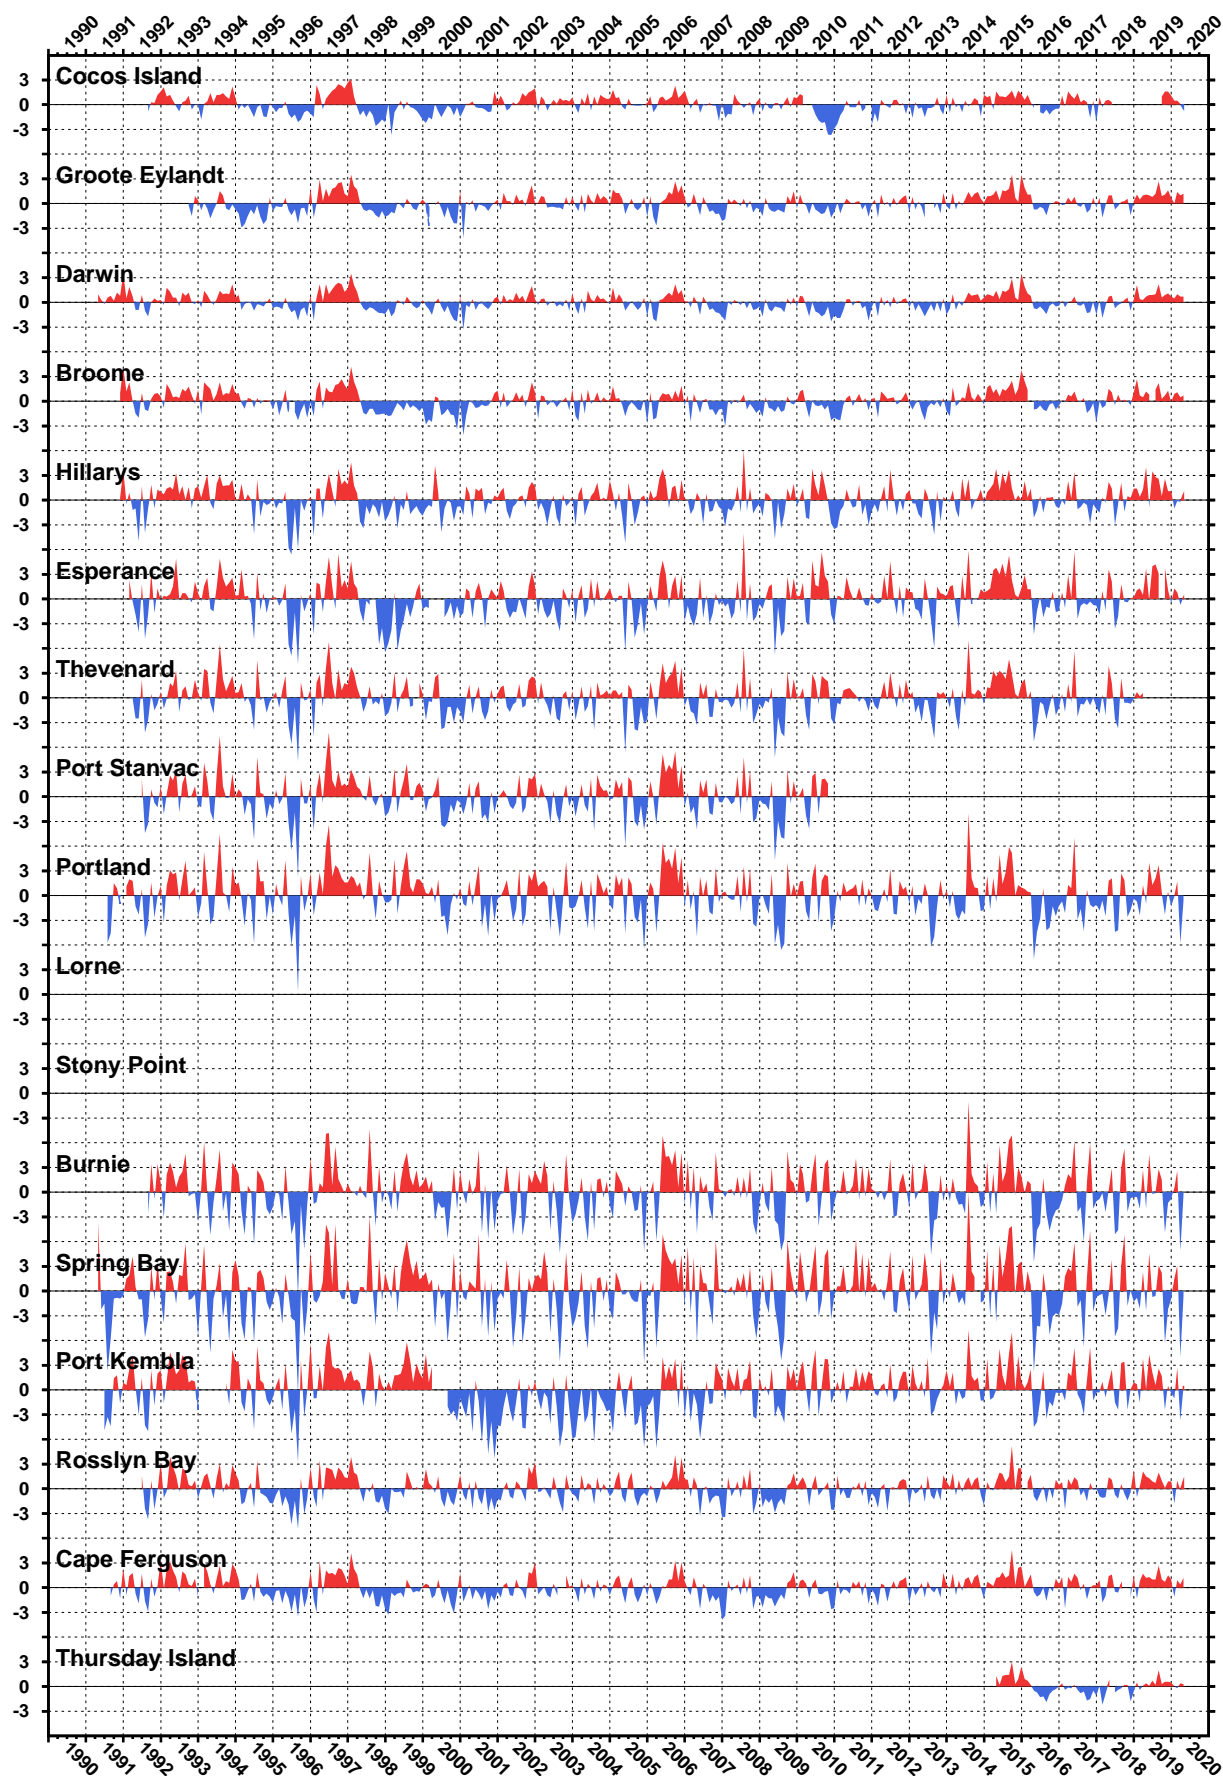 1990 1991 1992 1993 1994 1995 1996 1997 1998 1999 2000 2001 2002 2003 2004 2005 2006 2007 2008 2009 2010 2011 2012 2013 2014 2015 2016 2017 2018 2019 2020
Cocos Island
3
0
-3
Groote Eylandt
3
0
-3
Darwin
3
0
-3
Broome
3
0
-3
Hillarys
3
0
-3
Esperance
3
0
-3
Thevenard
3
0
-3
Port Stanvac
3
0
-3
Portland
3
0
-3
Lorne
3
0
-3
Stony Point
3
0
-3
Burnie
3
0
-3
Spring Bay
3
0
-3
Port Kembla
3
0
-3
Rosslyn Bay
3
0
-3
Cape Ferguson
3
0
-3
Thursday Island
3
0
-3
1990 1991 1992 1993 1994 1995 1996 1997 1998 1999 2000 2001 2002 2003 2004 2005 2006 2007 2008 2009 2010 2011 2012 2013 2014 2015 2016 2017 2018 2019 2020